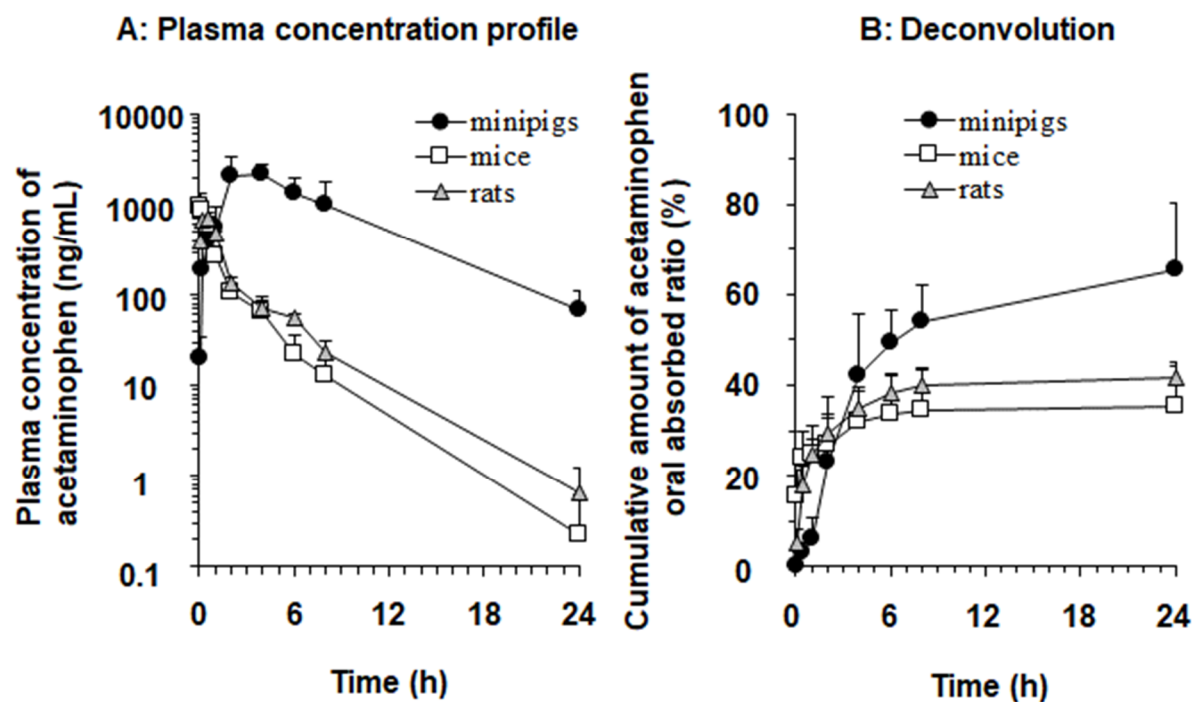 A: Plasma concentration profile
Plasma concentration of
acetaminophen (ng/mL)
10000
1000
100
10
1
0.1
minipigs
mice
rats
0 6 12 18 24
Time (h)
B: Deconvolution
Cumulative amount of acetaminophen
oral absorbed ratio (%)
100
80
60
40
20
0
minipigs
mice
rats
0 6 12 18 24
Time (h)